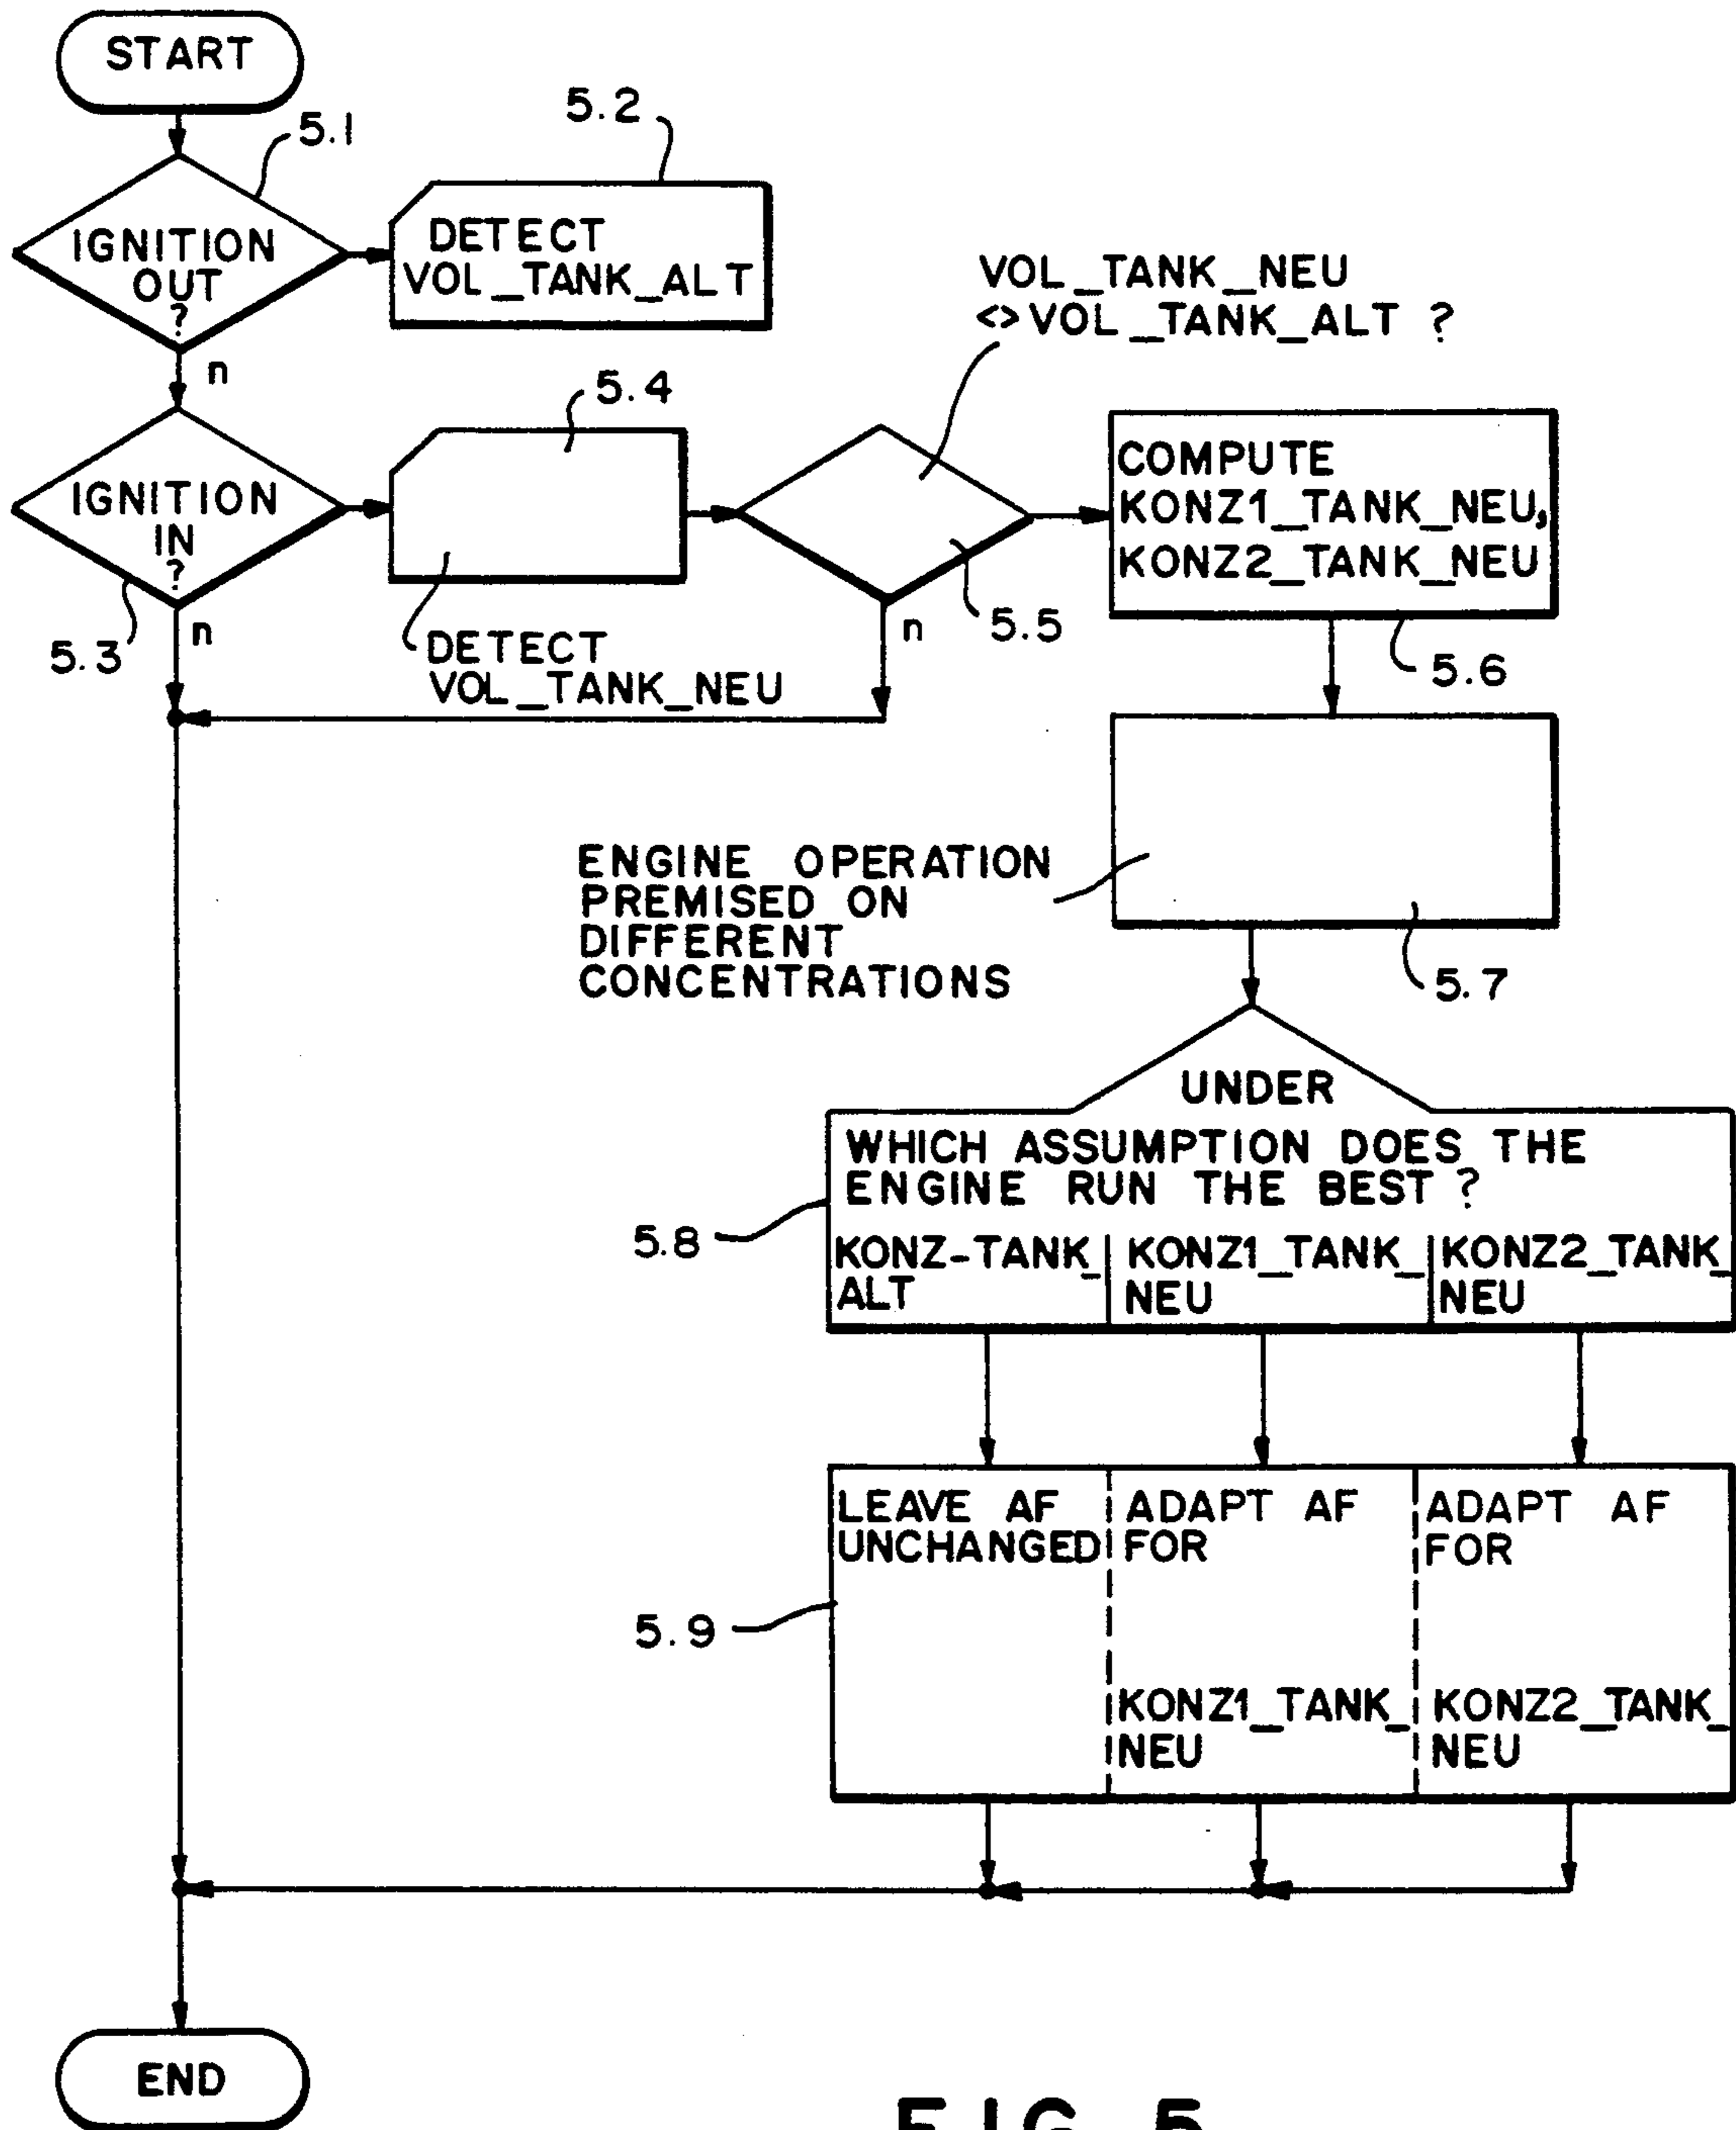 START
5.1
5.2
IGNITION
OUT
?
DETECT
VOL_TANK_ALT
n
VOL_TANK_NEU
<>VOL_TANK_ALT ?
5.4
IGNITION
IN
?
5.3
n
DETECT
VOL_TANK_NEU
n
5.5
COMPUTE
KONZ1_TANK_NEU,
KONZ2_TANK_NEU
5.6
ENGINE OPERATION
PREMISED ON
DIFFERENT
CONCENTRATIONS
5.7
UNDER
WHICH ASSUMPTION DOES THE
ENGINE RUN THE BEST ?
5.8
KONZ-TANK_
ALT
KONZ1_TANK_
NEU
KONZ2_TANK_
NEU
LEAVE AF
UNCHANGED
ADAPT AF
FOR
KONZ1_TANK_
NEU
ADAPT AF
FOR
KONZ2_TANK_
NEU
5.9
END
FIG. 5